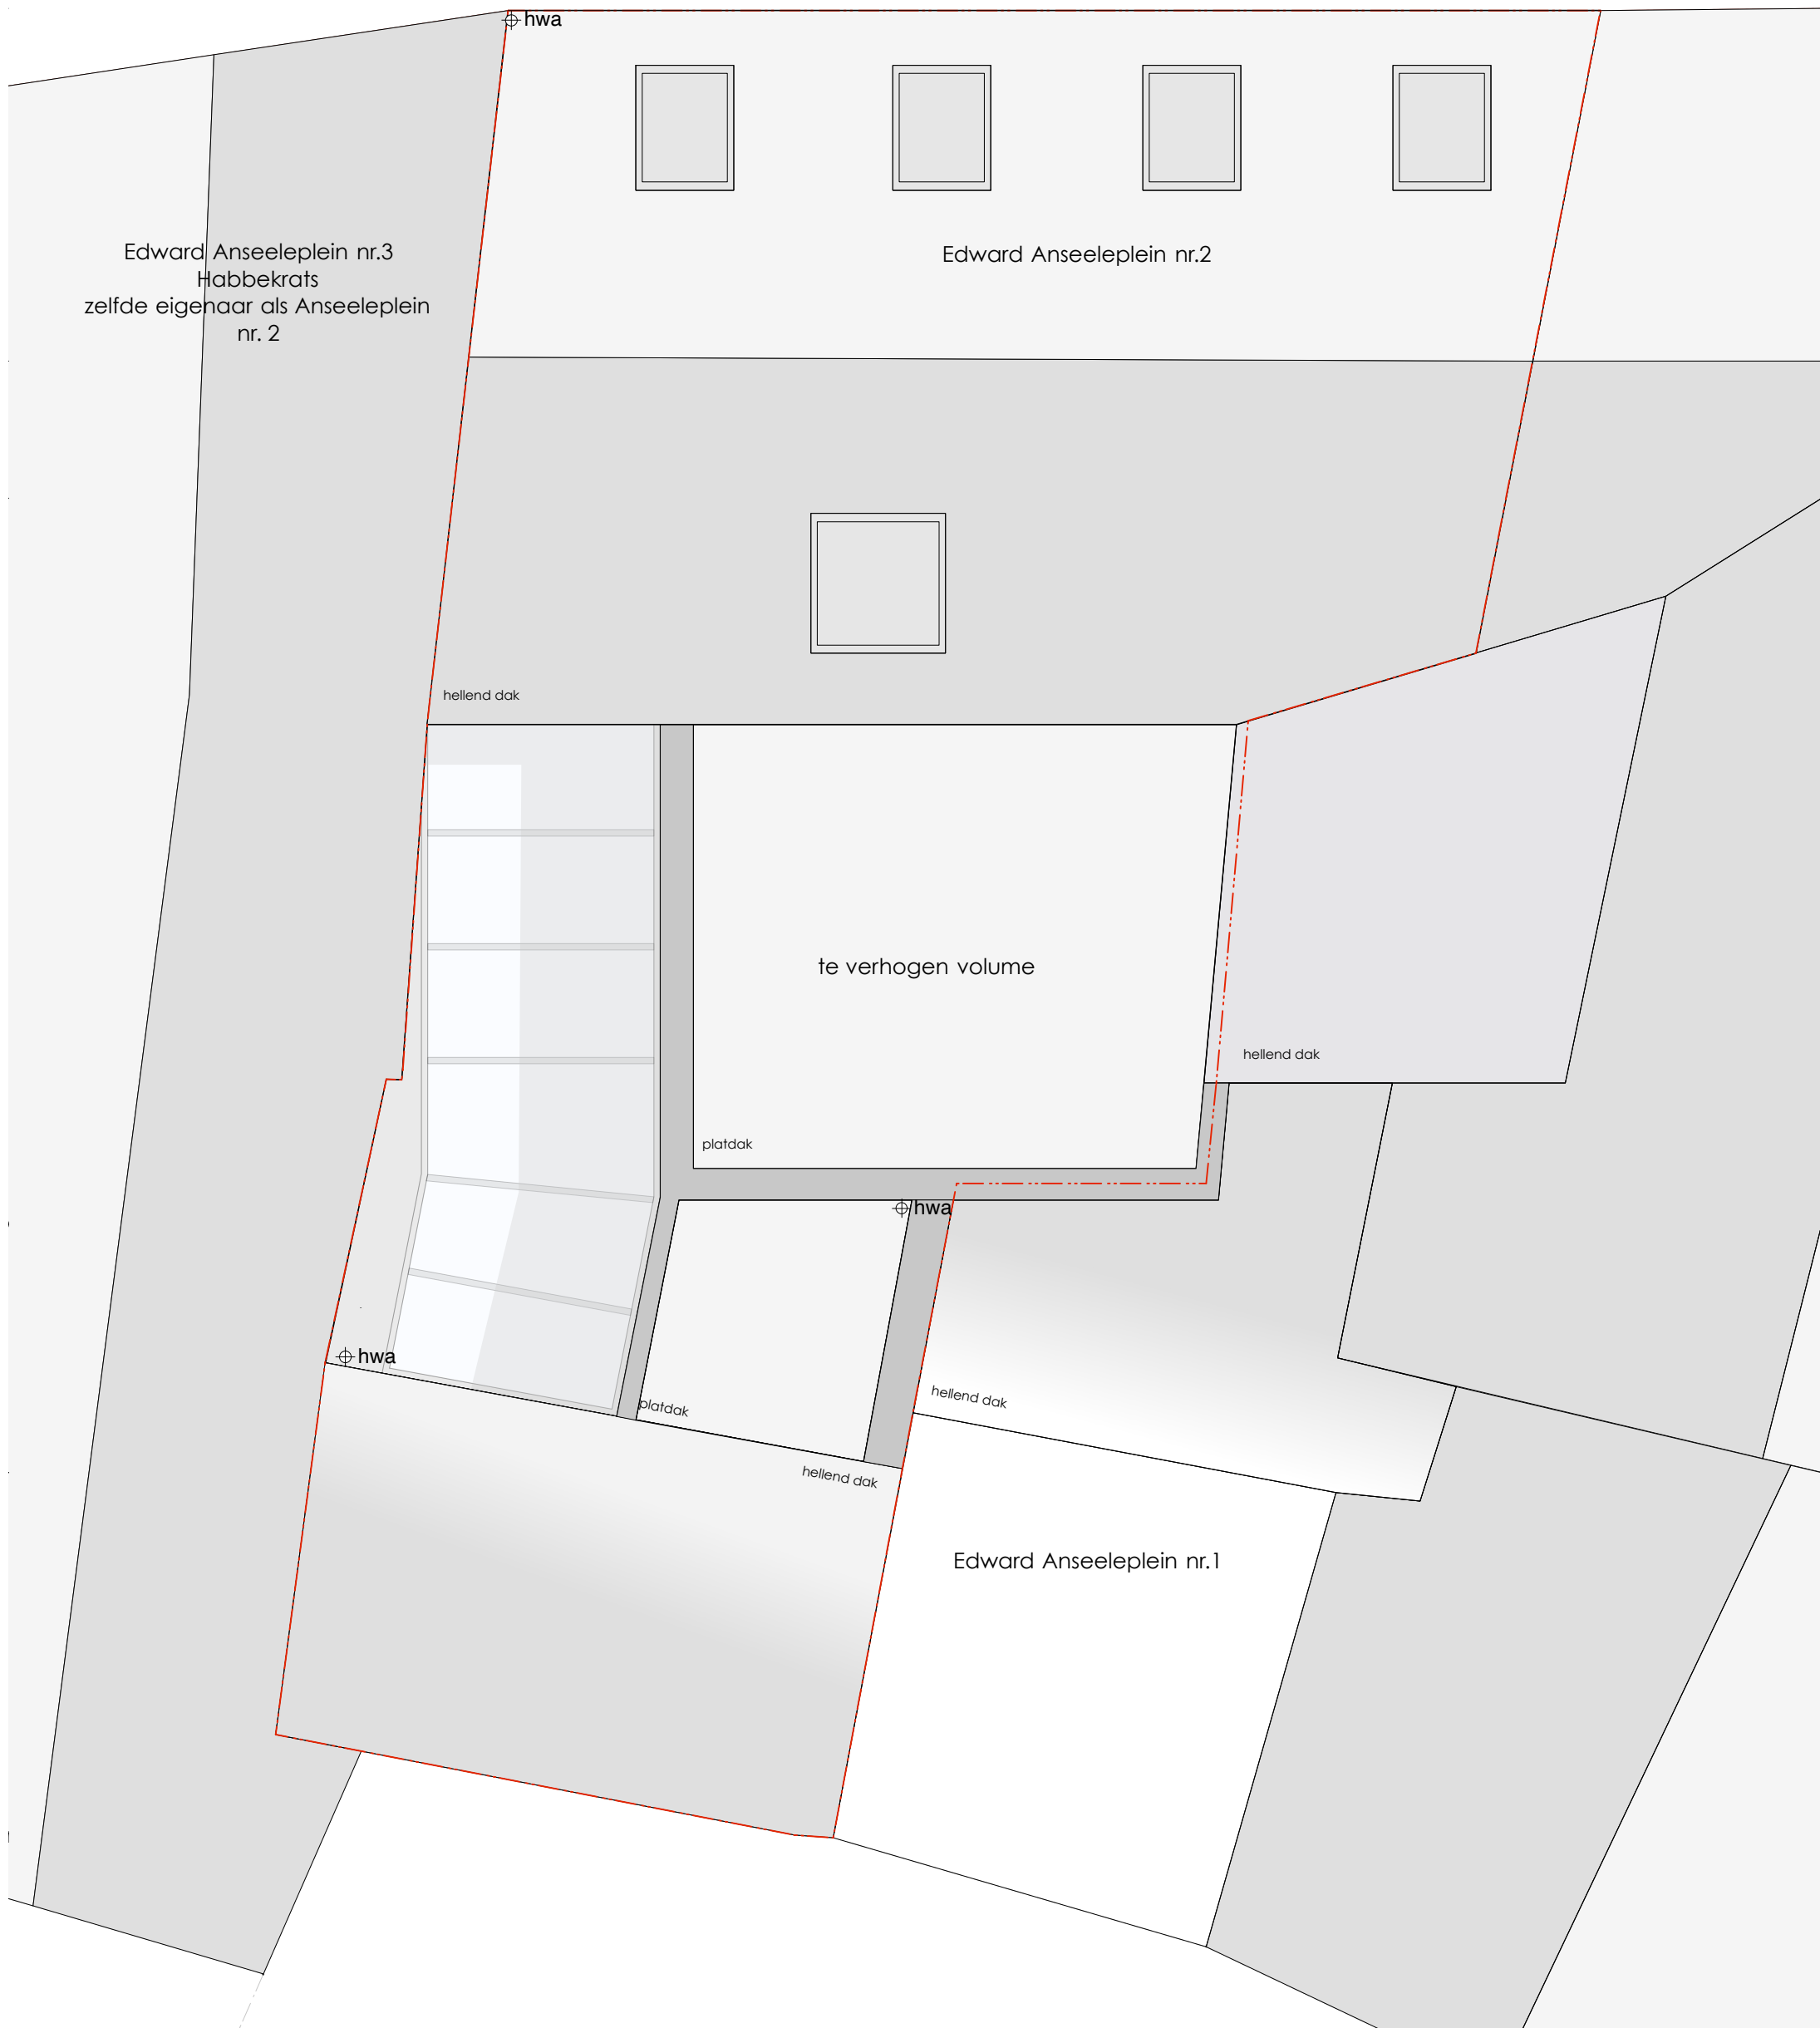 hwa
Edward Anseeleplein nr.3
Habbekrats
zelfde eigenaar als Anseeleplein
nr. 2
Edward Anseeleplein nr.2
hellend dak
te verhogen volume
hellend dak
platdak
hwa
hwa
platdak
hellend dak
hellend dak
Edward Anseeleplein nr.1